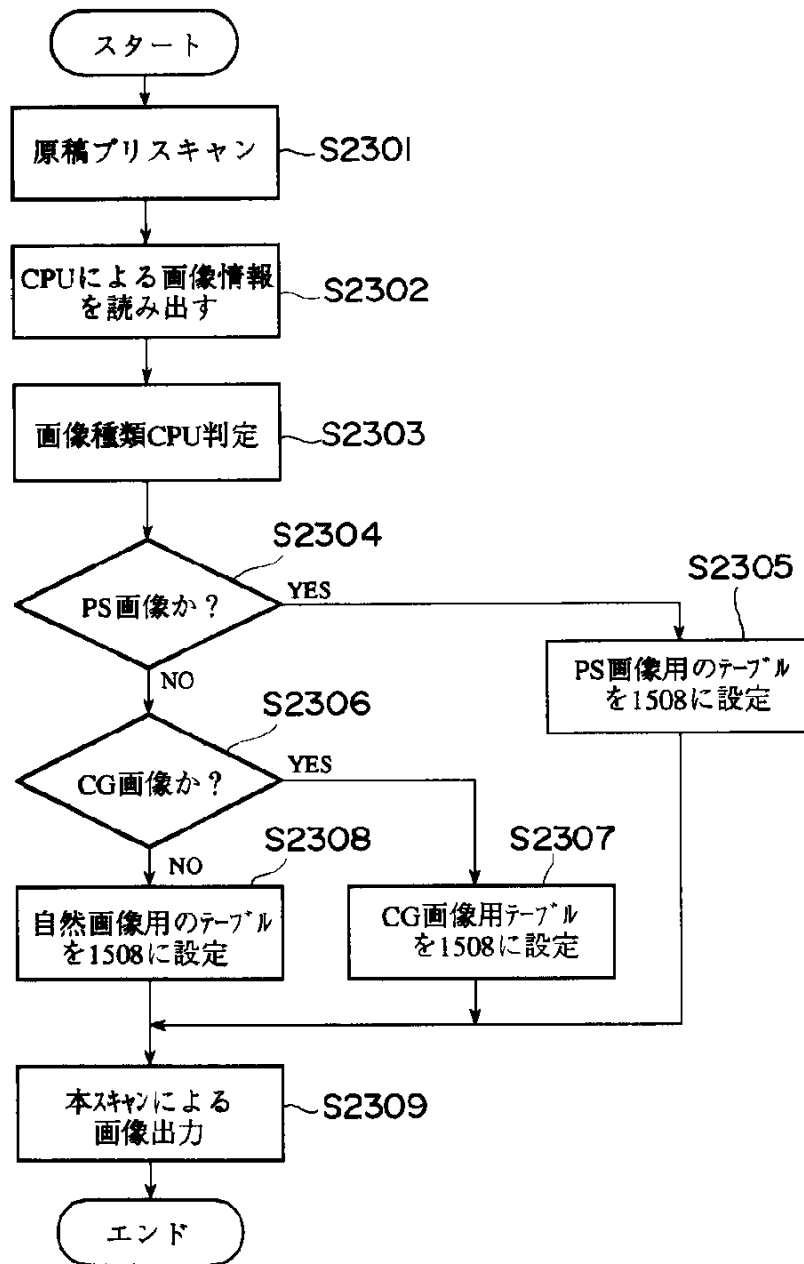 スタート
原稿プリスキャン
S2301
CPUによる画像情報
を読み出す
S2302
画像種類CPU判定
S2303
S2304
PS画像か?
YES
NO
S2305
PS画像用のテーブル
を1508に設定
S2306
CG画像か?
YES
NO
S2308
自然画像用のテーブル
を1508に設定
S2307
CG画像用テーブル
を1508に設定
本スキャンによる
画像出力
S2309
エンド